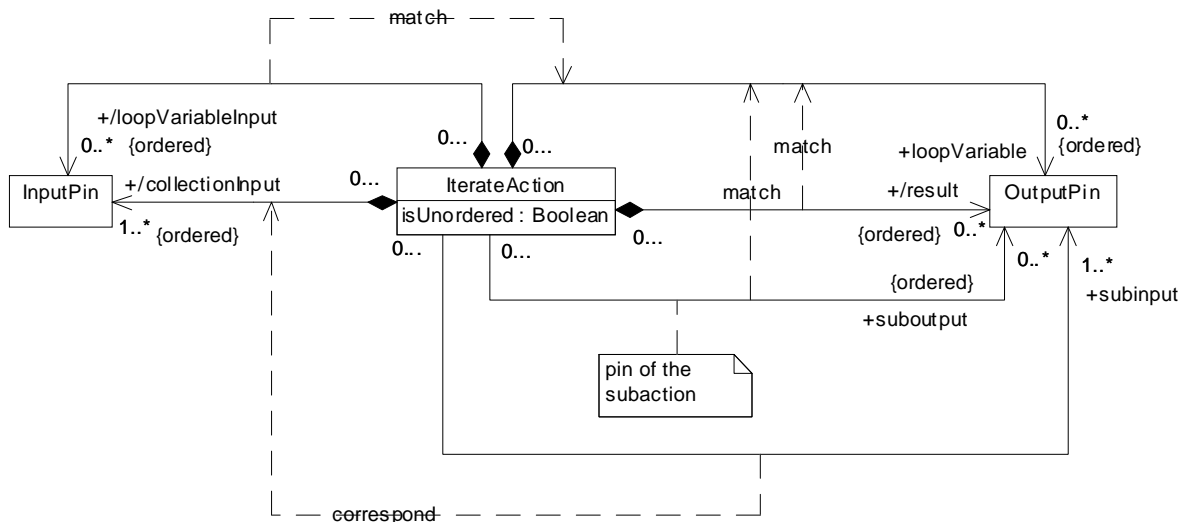 match
+/loopVariableInput
0..*
{ordered}
0...
0...
0..*
{ordered}
match
+loopVariable
InputPin
+/collectionInput
0...
IterateAction
match
+/result
OutputPin
1..*
{ordered}
isUnordered : Boolean
0...
{ordered}
0..*
0...
0...
0..*
1..*
{ordered}
+subinput
+suboutput
pin of the
subaction
correspond